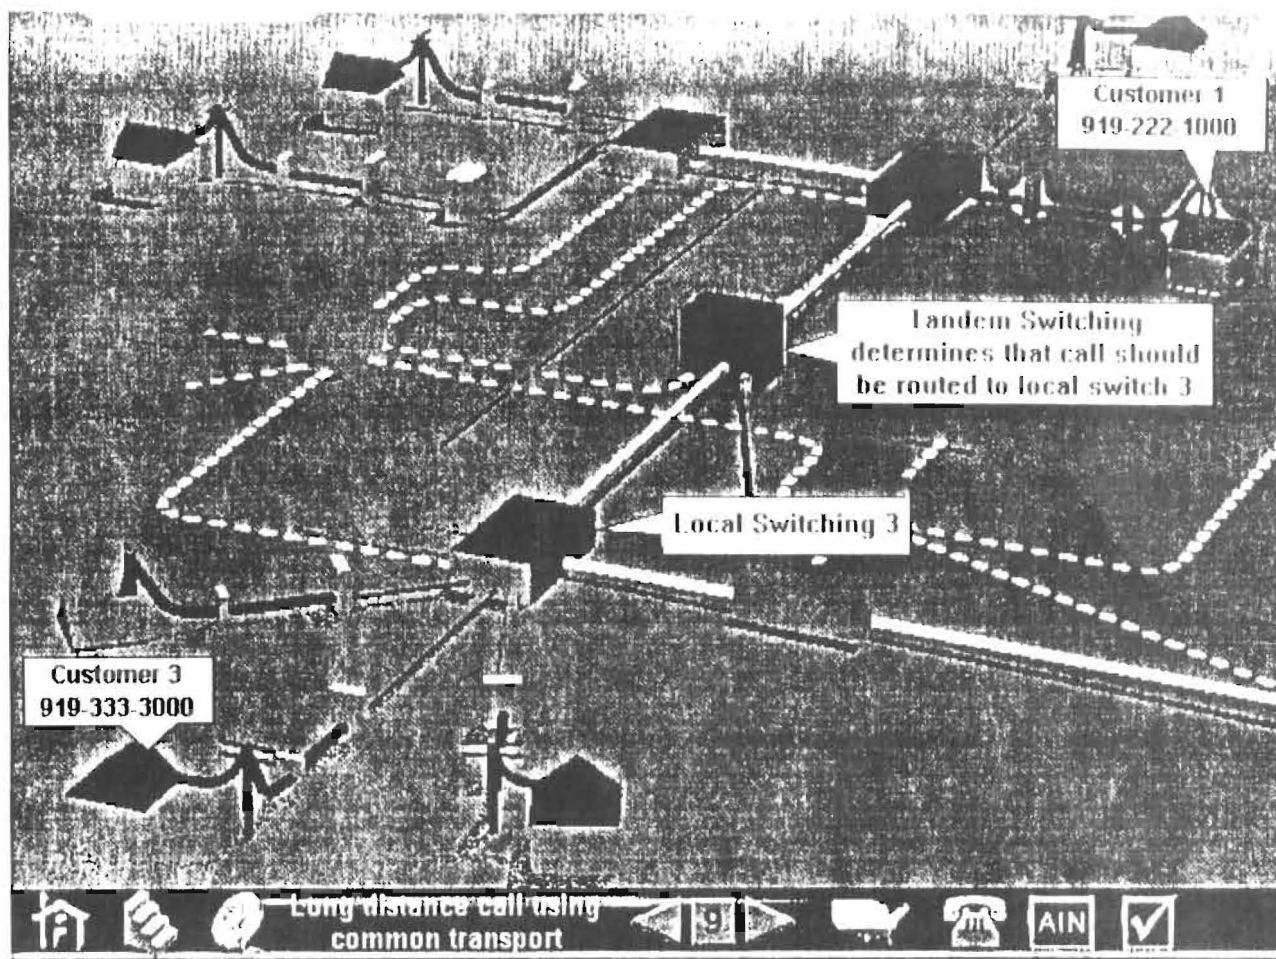 Customer 1
919-222-1000
Tandem Switching
determines that call should
be routed to local switch 3
Local Switching 3
Customer 3
919-333-3000
Long distance call using
common transport
9
AIN